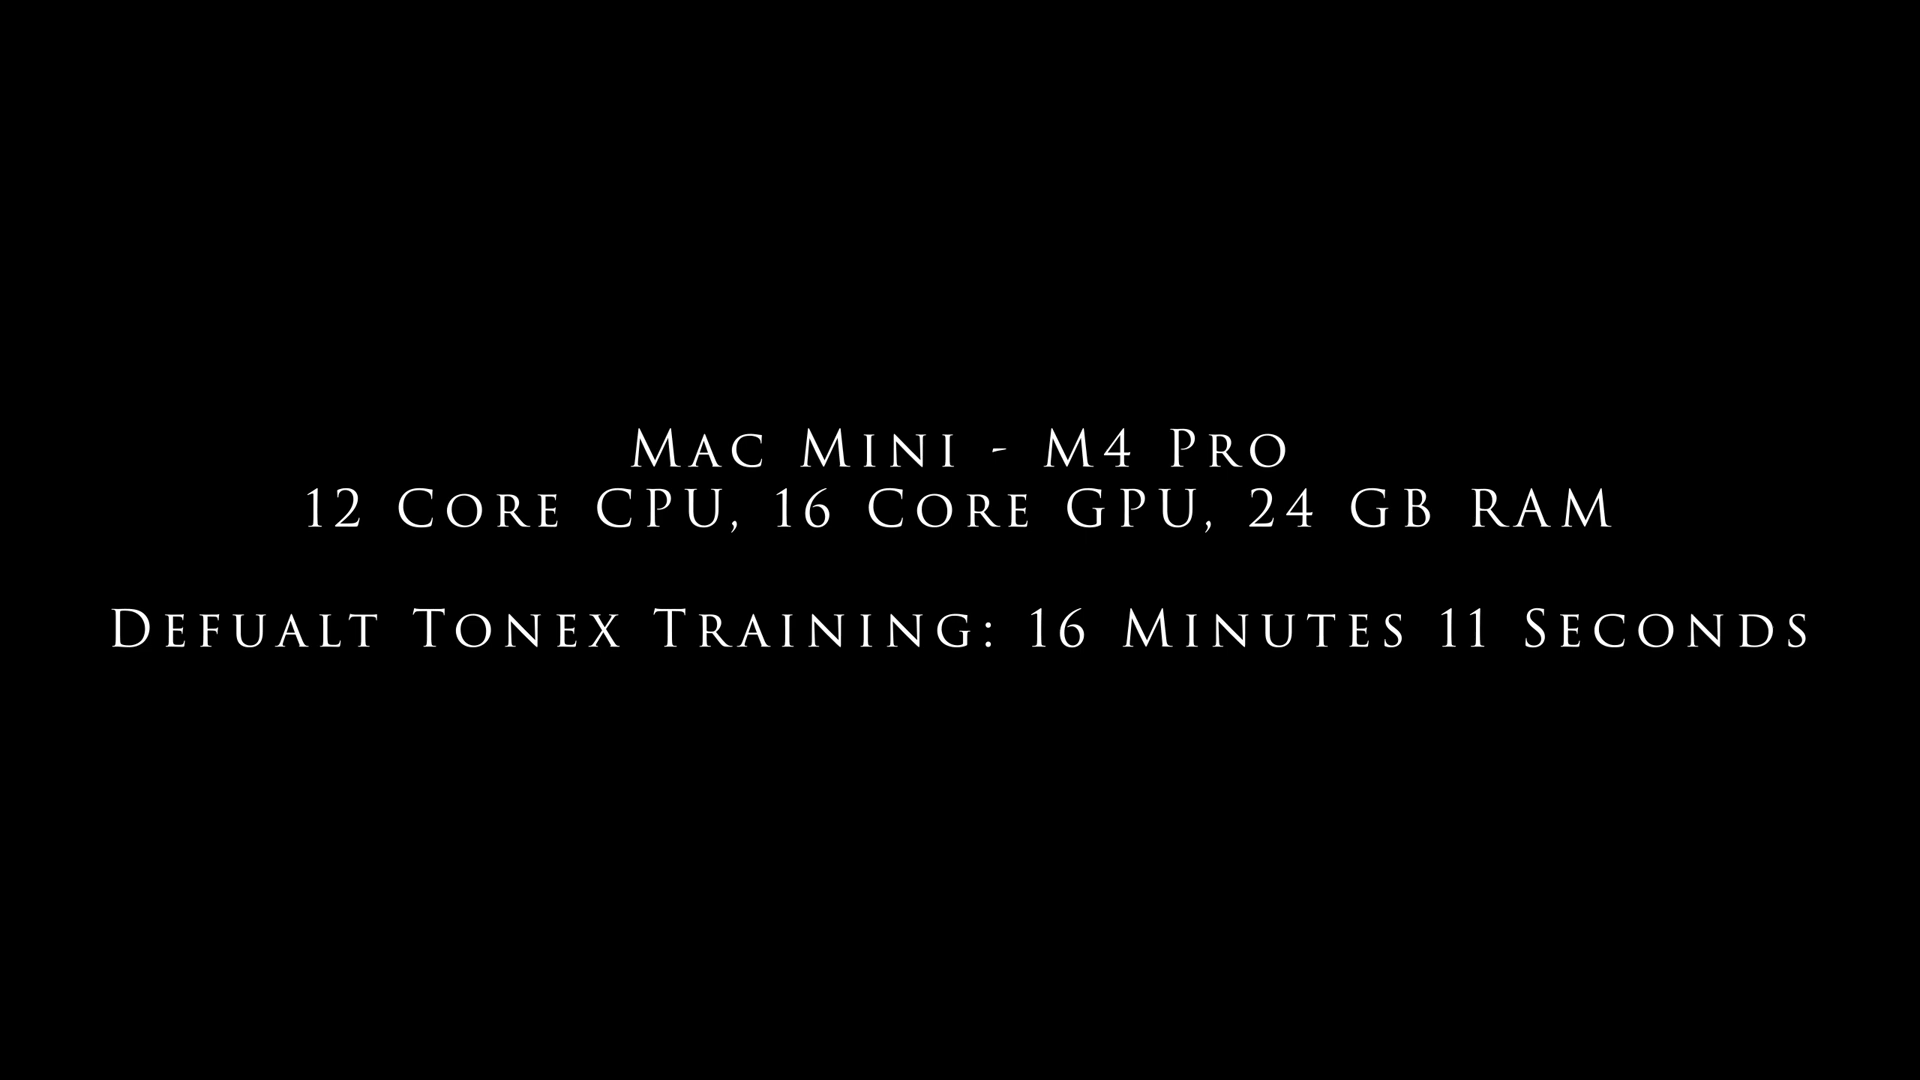 Mac Mini - M4 Pro
12 Core CPU, 16 Core GPU, 24 GB RAM
Defualt Tonex Training: 16 Minutes 11 Seconds